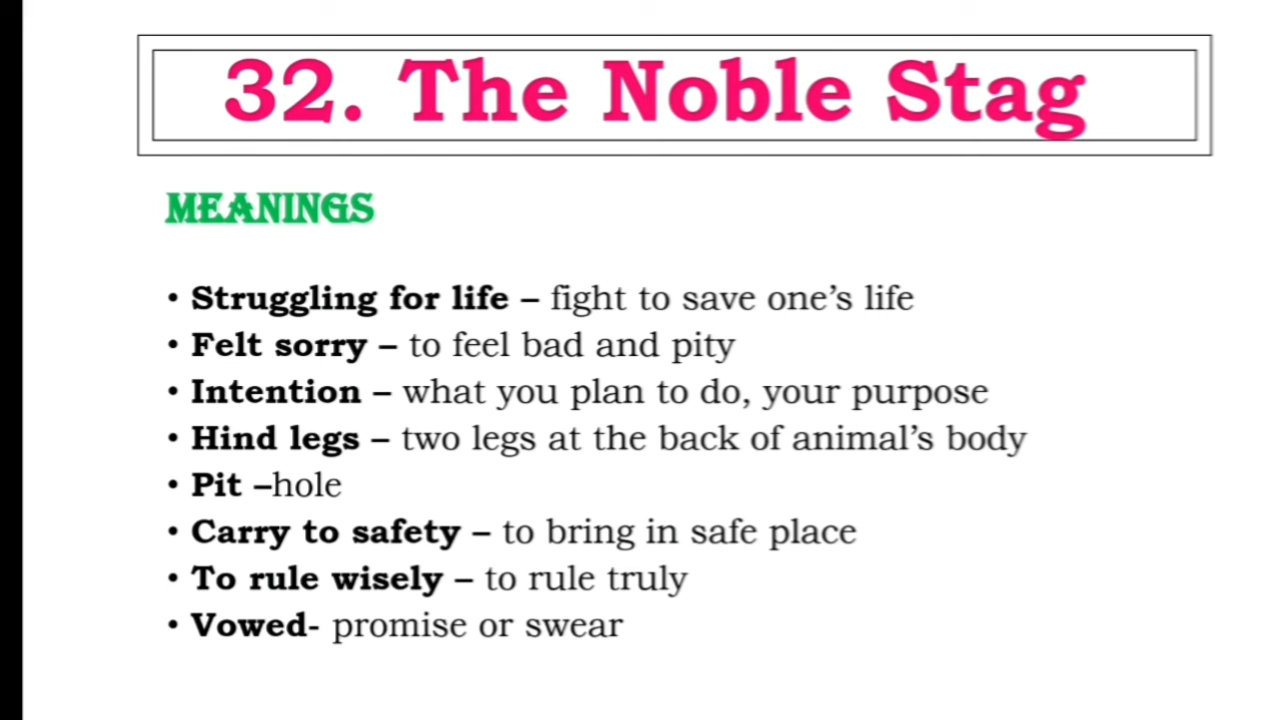 32. The Noble Stag
MEANINGS
• Struggling for life – fight to save one’s life
• Felt sorry – to feel bad and pity
• Intention – what you plan to do, your purpose
• Hind legs – two legs at the back of animal’s body
• Pit –hole
• Carry to safety – to bring in safe place
• To rule wisely – to rule truly
• Vowed- promise or swear